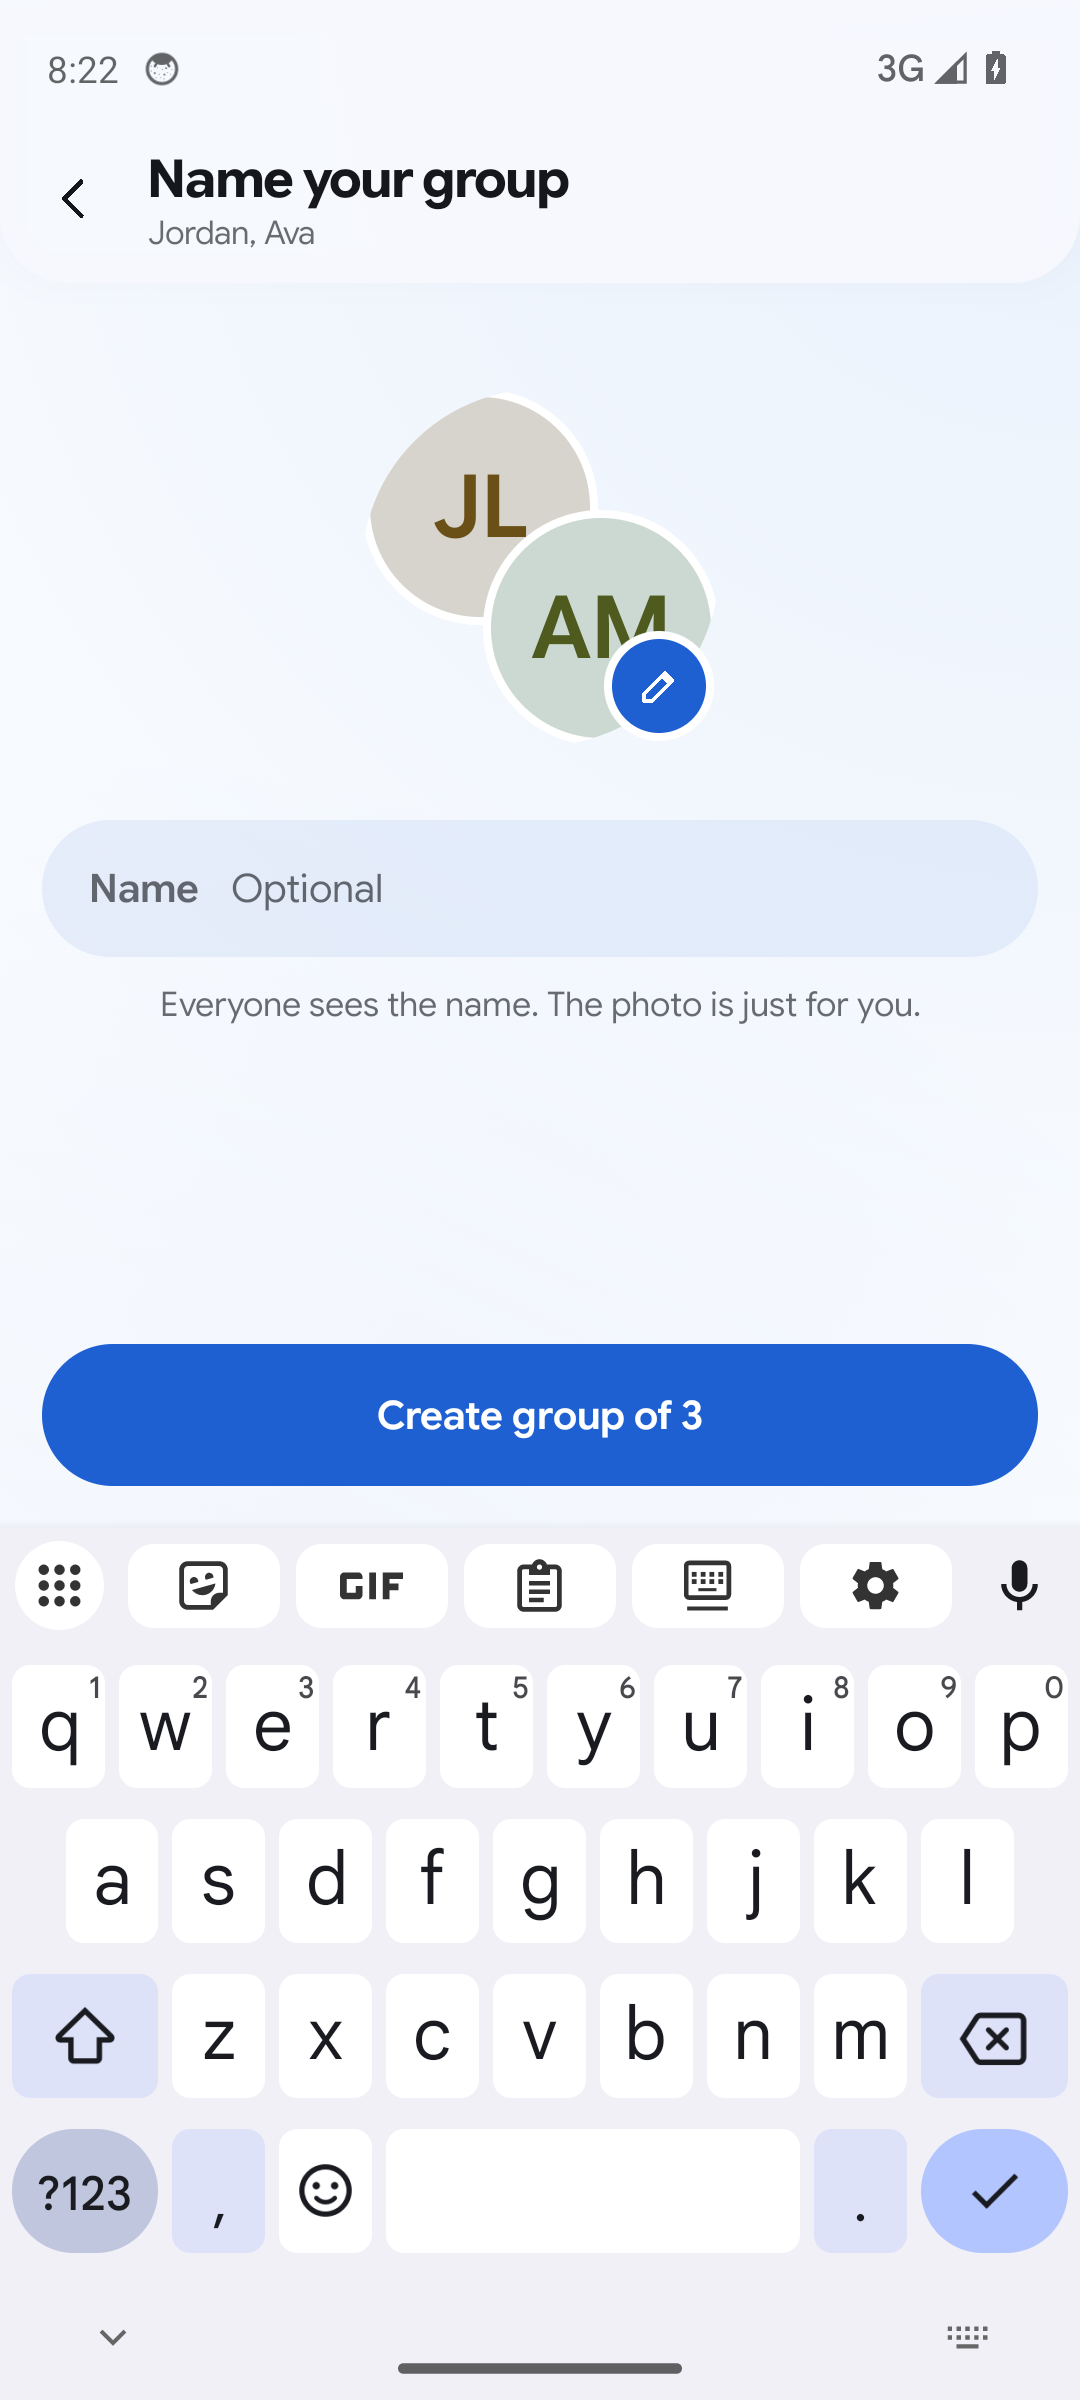 8:22
3G
Name your group
Jordan, Ava
JL
AM
Name Optional
Everyone sees the name. The photo is just for you.
Create group of 3
GIF
q 1 w 2 e 3 r 4 t 5 y 6 u 7 i 8 o 9 p 0
a s d f g h j k l
z x c v b n m
?123 , .